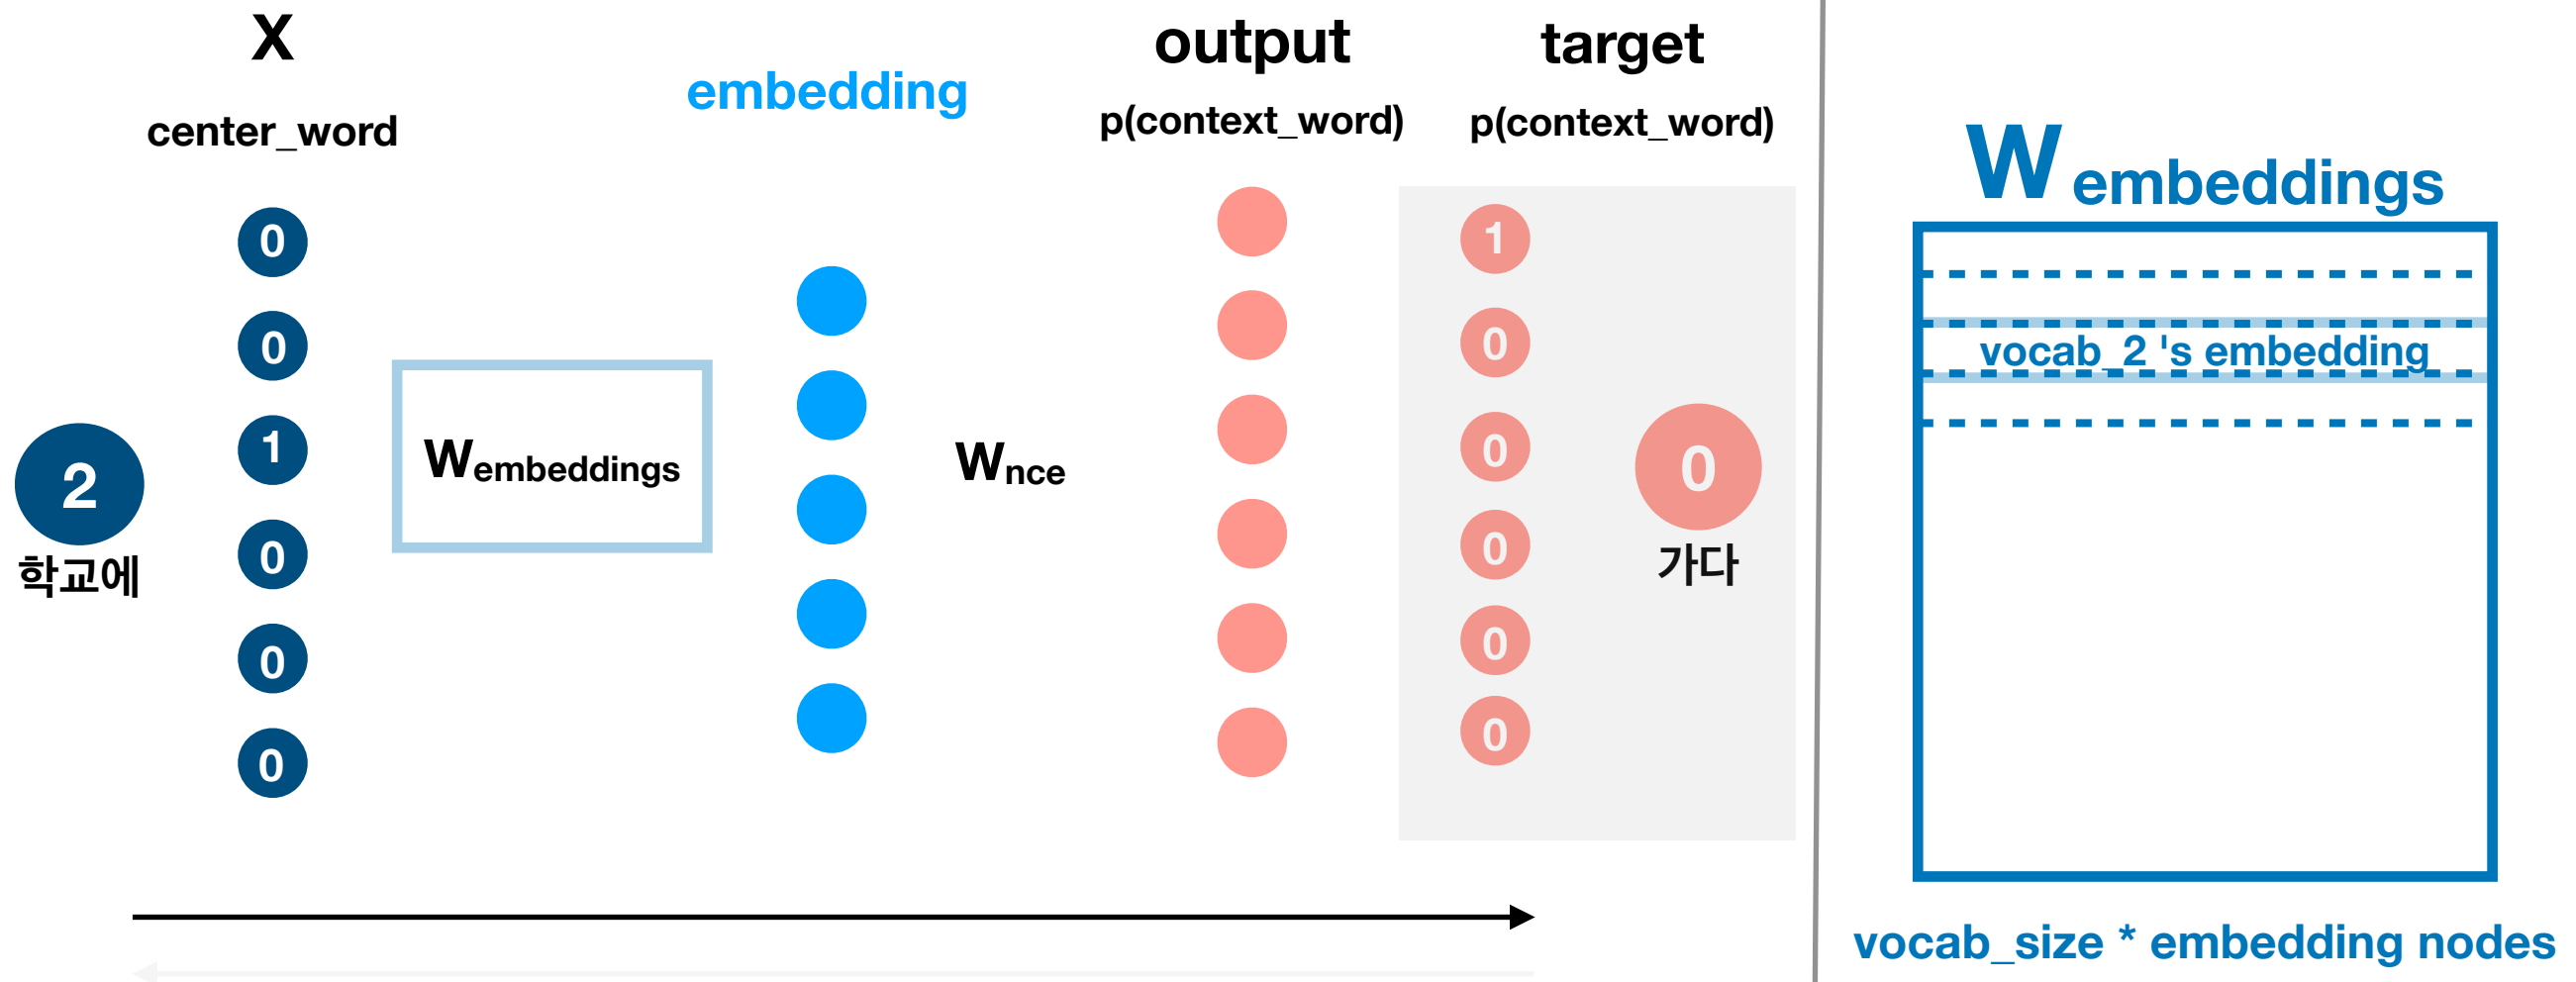 X
center_word
0
0
1
0
0
0
2
학교에
W embeddings
embedding
W nce
output
p(context_word)
target
p(context_word)
1
0
0
0
0
0
0
가다
W embeddings
vocab_2 's embedding
vocab_size * embedding nodes